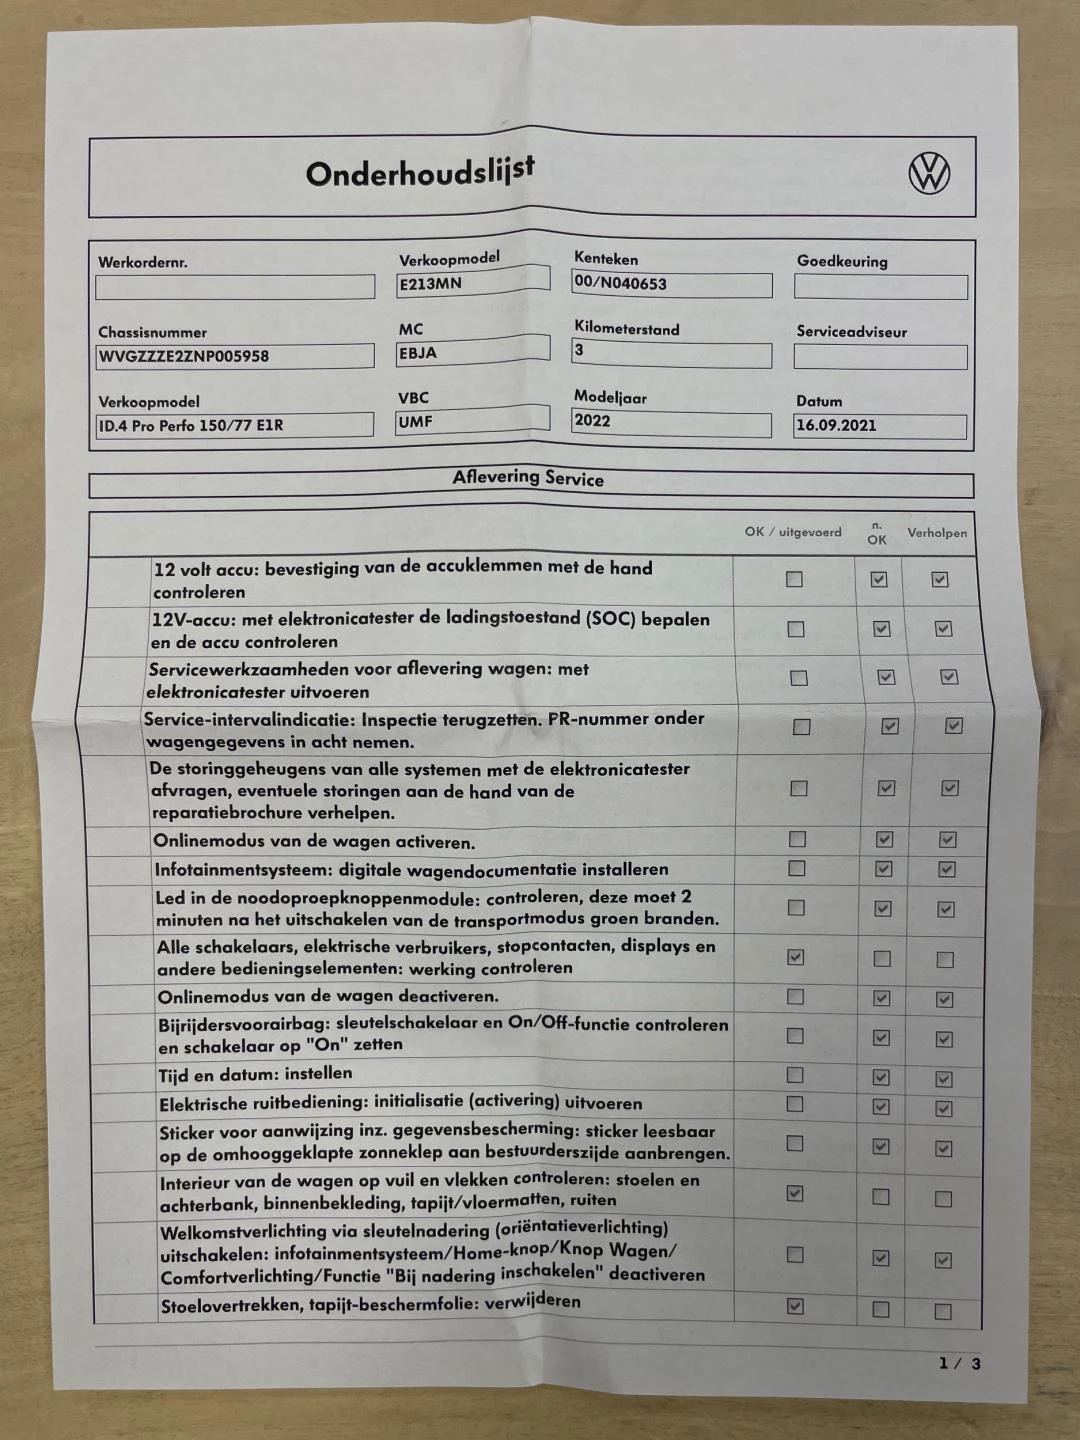 Onderhoudslijst
Werkordernr.
Verkoopmodel
E213MN
Kenteken
00/N040653
Goedkeuring
Chassisnummer
WVGZZZE2ZNP005958
MC
EBJA
Kilometerstand
3
Serviceadviseur
Verkoopmodel
ID.4 Pro Perfo 150/77 E1R
VBC
UMF
Modeljaar
2022
Datum
16.09.2021
Aflevering Service
OK / uitgevoerd
n.
OK
Verholpen
12 volt accu: bevestiging van de accuklemmen met de hand
controleren
12V-accu: met elektronicatester de ladingstoestand (SOC) bepalen
en de accu controleren
Servicewerkzaamheden voor aflevering wagen: met
elektronicatester uitvoeren
Service-intervalindicatie: Inspectie terugzetten. PR-nummer onder
wagengegevens in acht nemen.
De storinggeheugens van alle systemen met de elektronicatester
afvragen, eventuele storingen aan de hand van de
reparatiebrochure verhelpen.
Onlinemodus van de wagen activeren.
Infotainmentsysteem: digitale wagendocumentatie installeren
Led in de noodoproepknoppenmodule: controleren, deze moet 2
minuten na het uitschakelen van de transportmodus groen branden.
Alle schakelaars, elektrische verbruikers, stopcontacten, displays en
andere bedieningselementen: werking controleren
Onlinemodus van de wagen deactiveren.
Bijrijdersvoorairbag: sleutelschakelaar en On/Off-functie controleren
en schakelaar op "On" zetten
Tijd en datum: instellen
Elektrische ruitbediening: initialisatie (activering) uitvoeren
Sticker voor aanwijzing inz. gegevensbescherming: sticker leesbaar
op de omhooggeklapte zonneklep aan bestuurderszijde aanbrengen.
Interieur van de wagen op vuil en vlekken controleren: stoelen en
achterbank, binnenbekleding, tapijt/vloermatten, ruiten
Welkomstverlichting via sleutelnadering (oriëntatieverlichting)
uitschakelen: infotainmentsysteem/Home-knop/Knop Wagen/
Comfortverlichting/Functie "Bij nadering inschakelen" deactiveren
Stoelovertrekken, tapijt-beschermfolie: verwijderen
1 / 3